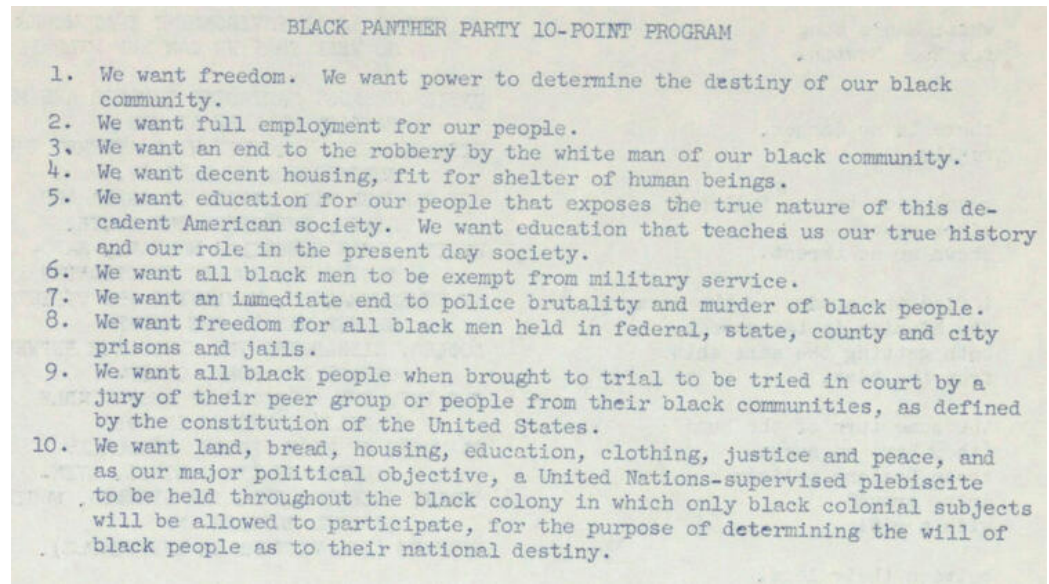 BLACK PANTHER PARTY 10-POINT PROGRAM
1. We want freedom. We want power to determine the destiny of our black
community.
2. We want full employment for our people.
3. We want an end to the robbery by the white man of our black community.
4. We want decent housing, fit for shelter of human beings.
5. We want education for our people that exposes the true nature of this de-
cadent American society. We want education that teaches us our true history
and our role in the present day society.
6. We want all black men to be exempt from military service.
7. We want an immediate end to police brutality and murder of black people.
8. We want freedom for all black men held in federal, state, county and city
prisons and jails.
9. We want all black people when brought to trial to be tried in court by a
jury of their peer group or people from their black communities, as defined
by the constitution of the United States.
10. We want land, bread, housing, education, clothing, justice and peace, and
as our major political objective, a United Nations-supervised plebiscite
to be held throughout the black colony in which only black colonial subjects
will be allowed to participate, for the purpose of determining the will of
black people as to their national destiny.